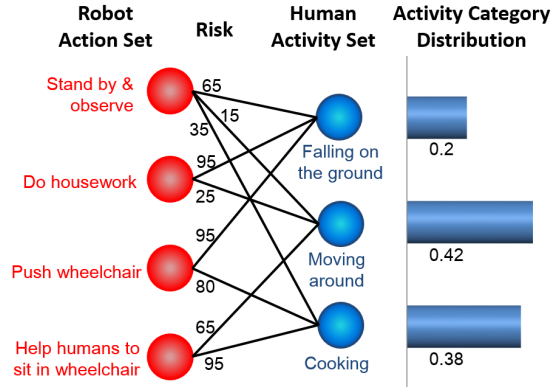 Robot
Action Set
Risk
Human
Activity Set
Activity Category
Distribution
Stand by &
observe
65
15
35
Falling on
the ground
0.2
Do housework
95
25
Moving
around
0.42
Push wheelchair
95
80
Cooking
0.38
Help humans to
sit in wheelchair
65
95